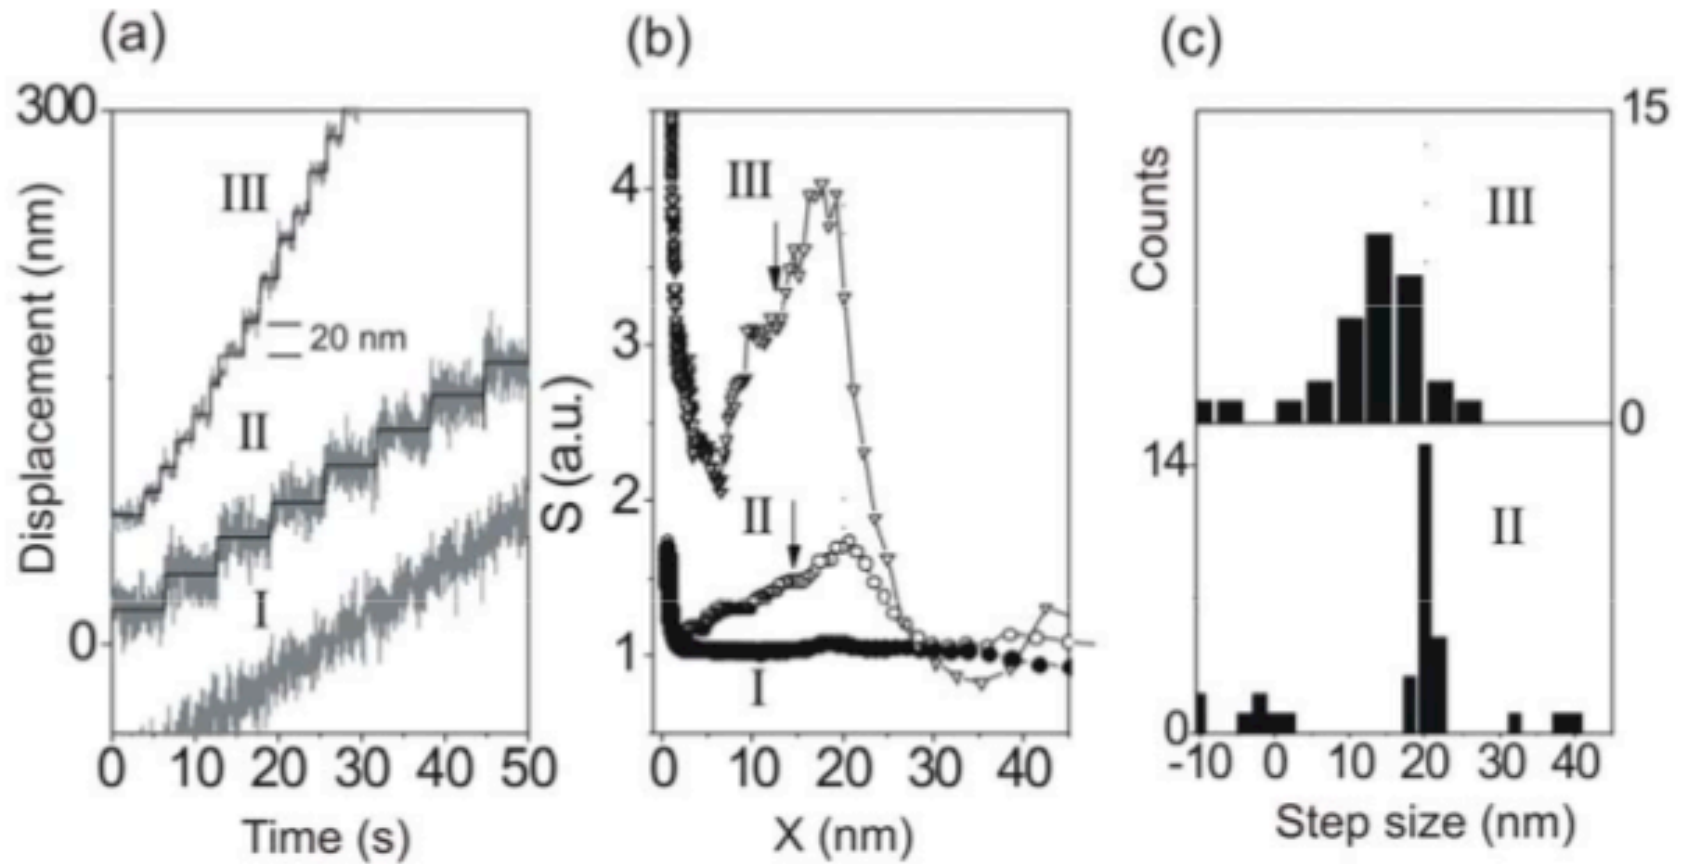 (a)
300
0
Displacement (nm)
III
20 nm
II
I
0 10 20 30 40 50
Time (s)
(b)
4
3
2
1
S (a.u.)
III
II
I
0 10 20 30 40
X (nm)
(c)
15
Counts
III
0
14
II
0
-10 0 10 20 30 40
Step size (nm)